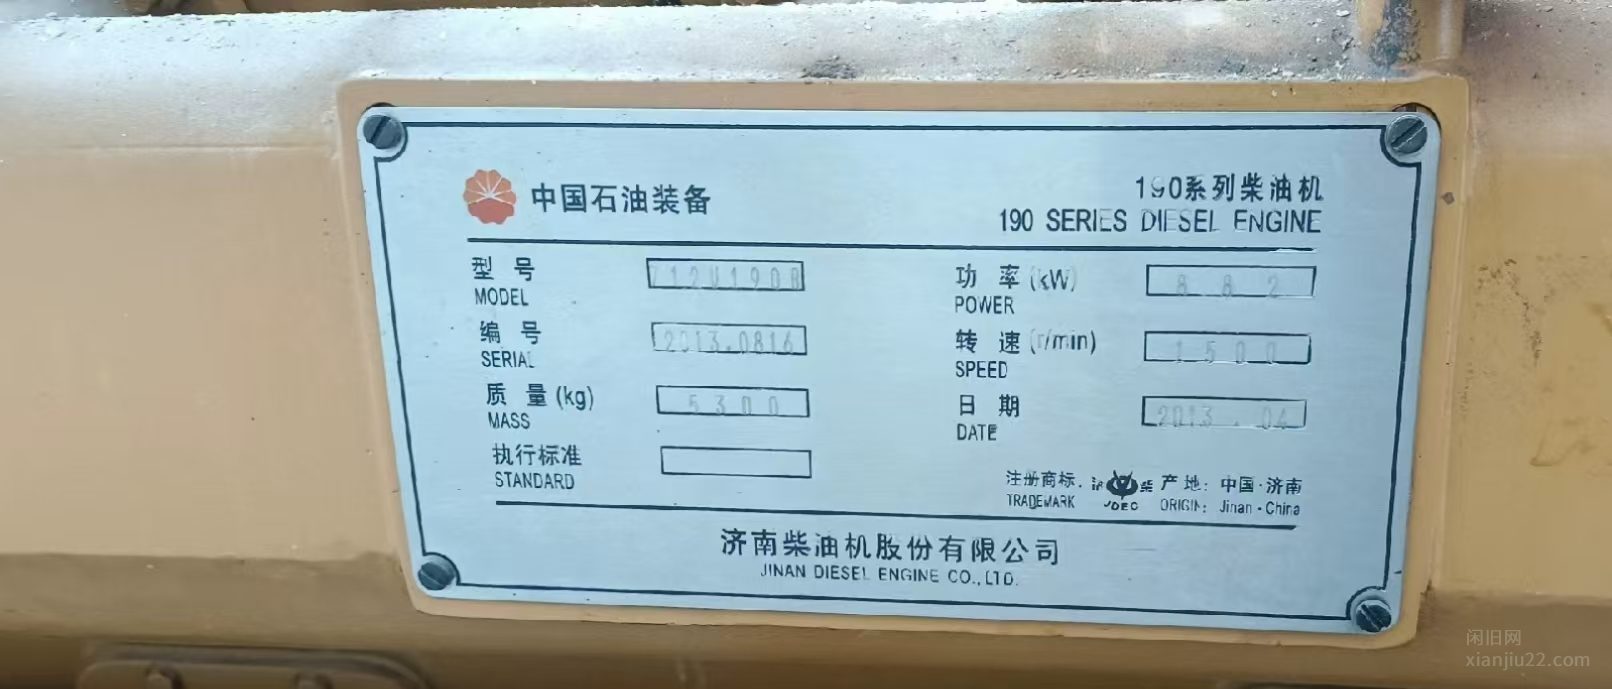 中国石油装备
190系列柴油机
190 SERIES DIESEL ENGINE
型 号
MODEL
712V190B
功 率(kW)
POWER
882
编 号
SERIAL
2013.0816
转 速(r/min)
SPEED
1500
质 量(kg)
MASS
5300
日 期
DATE
2013.04
执行标准
STANDARD
注册商标.
TRADEMARK
JDEC
产地: 中国·济南
ORIGIN: Jinan·China
济南柴油机股份有限公司
JINAN DIESEL ENGINE CO.,LTD.
闲旧网
xianjiu22.com